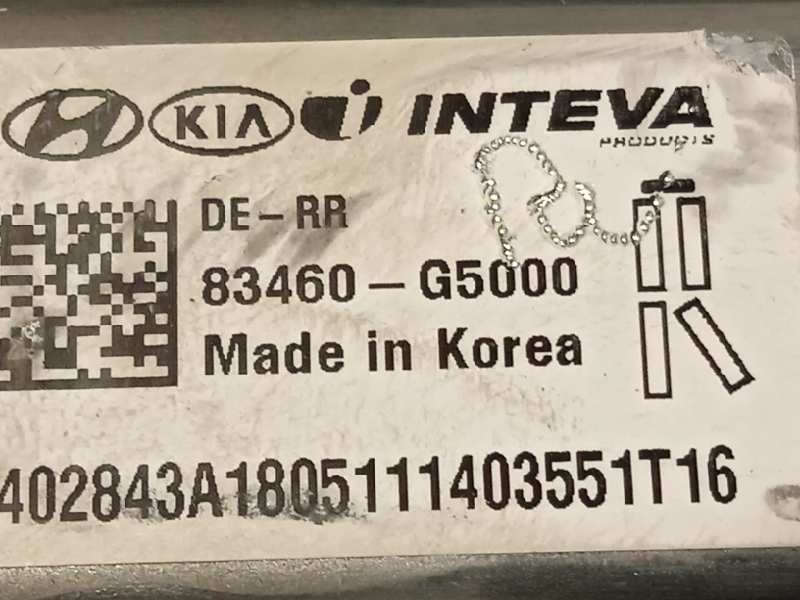 KIA INTEVA
PRODUCTS
DE-RR
83460-G5000
Made in Korea
402843A1805111403551T16